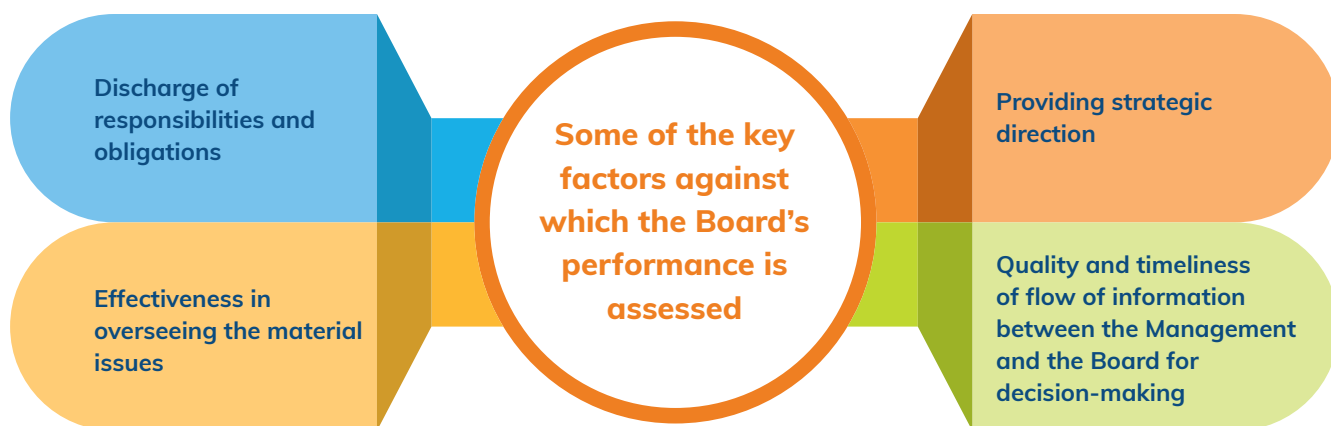 Discharge of
responsibilities and
obligations
Effectiveness in
overseeing the material
issues
Some of the key
factors against
which the Board’s
performance is
assessed
Providing strategic
direction
Quality and timeliness
of flow of information
between the Management
and the Board for
decision-making